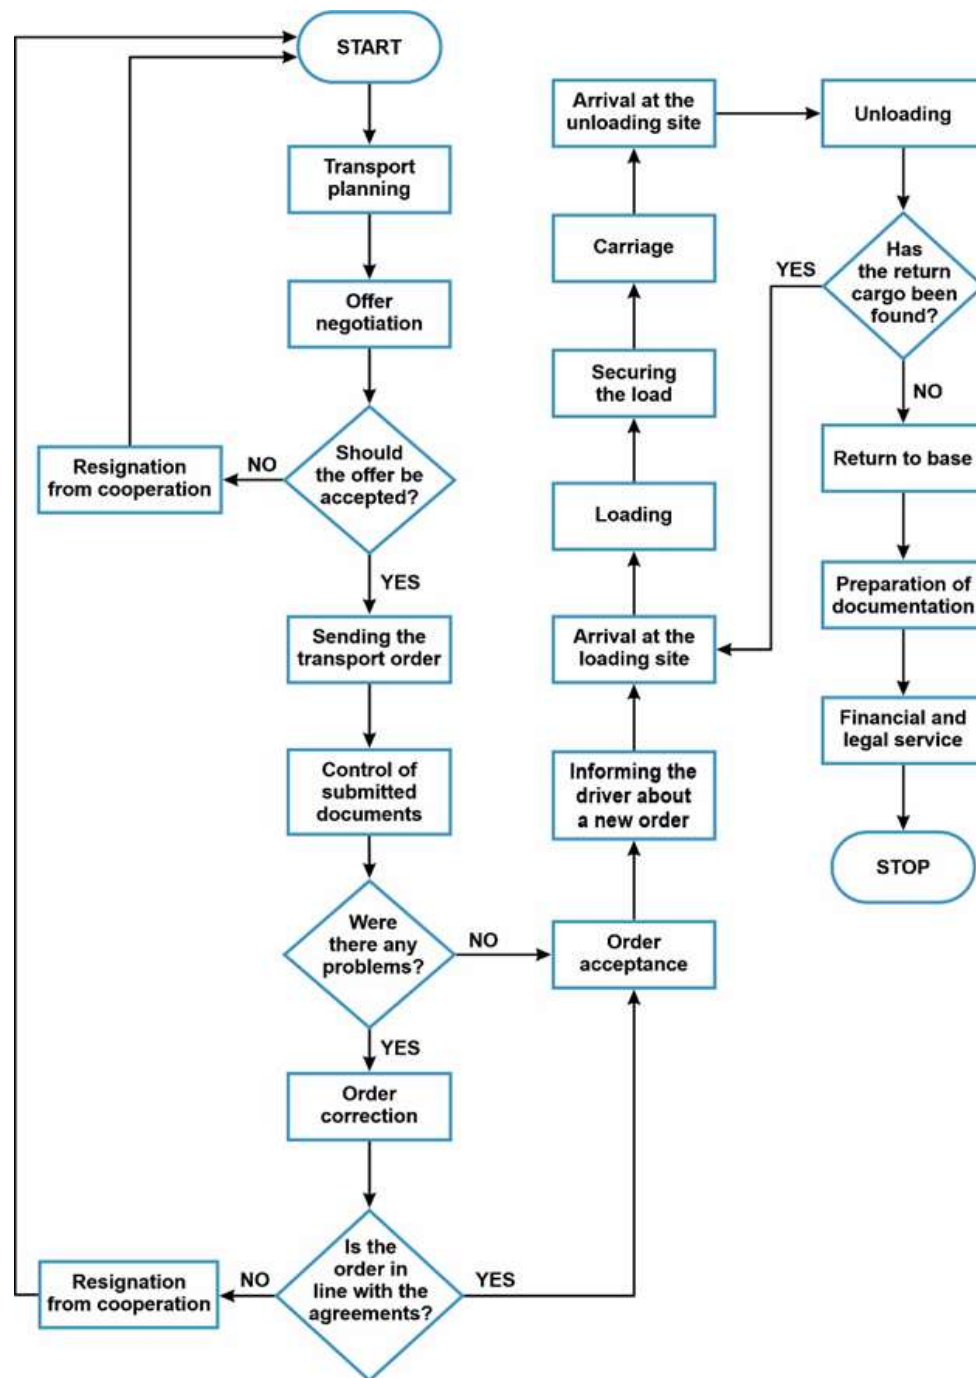 START
Transport
planning
Offer
negotiation
Should
the offer be
accepted?
NO
Resignation
from cooperation
YES
Sending the
transport order
Control of
submitted
documents
Were
there any
problems?
NO
YES
Order
correction
Is the
order in
line with the
agreements?
NO
Resignation
from cooperation
YES
Order
acceptance
Informing the
driver about
a new order
Arrival at the
loading site
Loading
Securing
the load
Carriage
Arrival at the
unloading site
Unloading
Has
the return
cargo been
found?
YES
NO
Return to base
Preparation of
documentation
Financial and
legal service
STOP